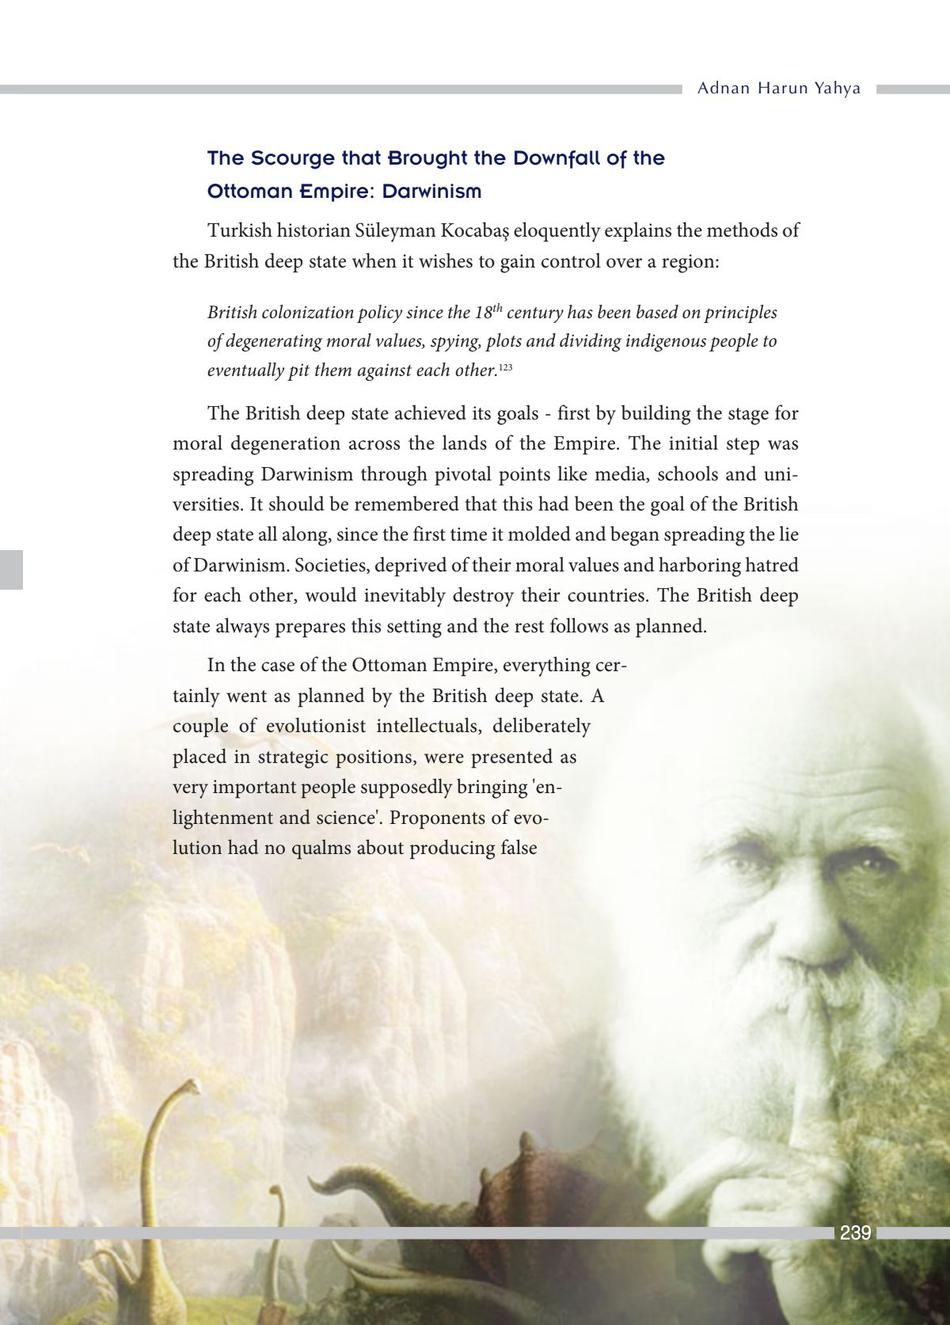 Adnan Harun Yahya
The Scourge that Brought the Downfall of the
Ottoman Empire: Darwinism
Turkish historian Süleyman Kocabaş eloquently explains the methods of
the British deep state when it wishes to gain control over a region:
British colonization policy since the 18th century has been based on principles
of degenerating moral values, spying, plots and dividing indigenous people to
eventually pit them against each other.123
The British deep state achieved its goals - first by building the stage for
moral degeneration across the lands of the Empire. The initial step was
spreading Darwinism through pivotal points like media, schools and uni-
versities. It should be remembered that this had been the goal of the British
deep state all along, since the first time it molded and began spreading the lie
of Darwinism. Societies, deprived of their moral values and harboring hatred
for each other, would inevitably destroy their countries. The British deep
state always prepares this setting and the rest follows as planned.
In the case of the Ottoman Empire, everything cer-
tainly went as planned by the British deep state. A
couple of evolutionist intellectuals, deliberately
placed in strategic positions, were presented as
very important people supposedly bringing 'en-
lightenment and science'. Proponents of evo-
lution had no qualms about producing false
239